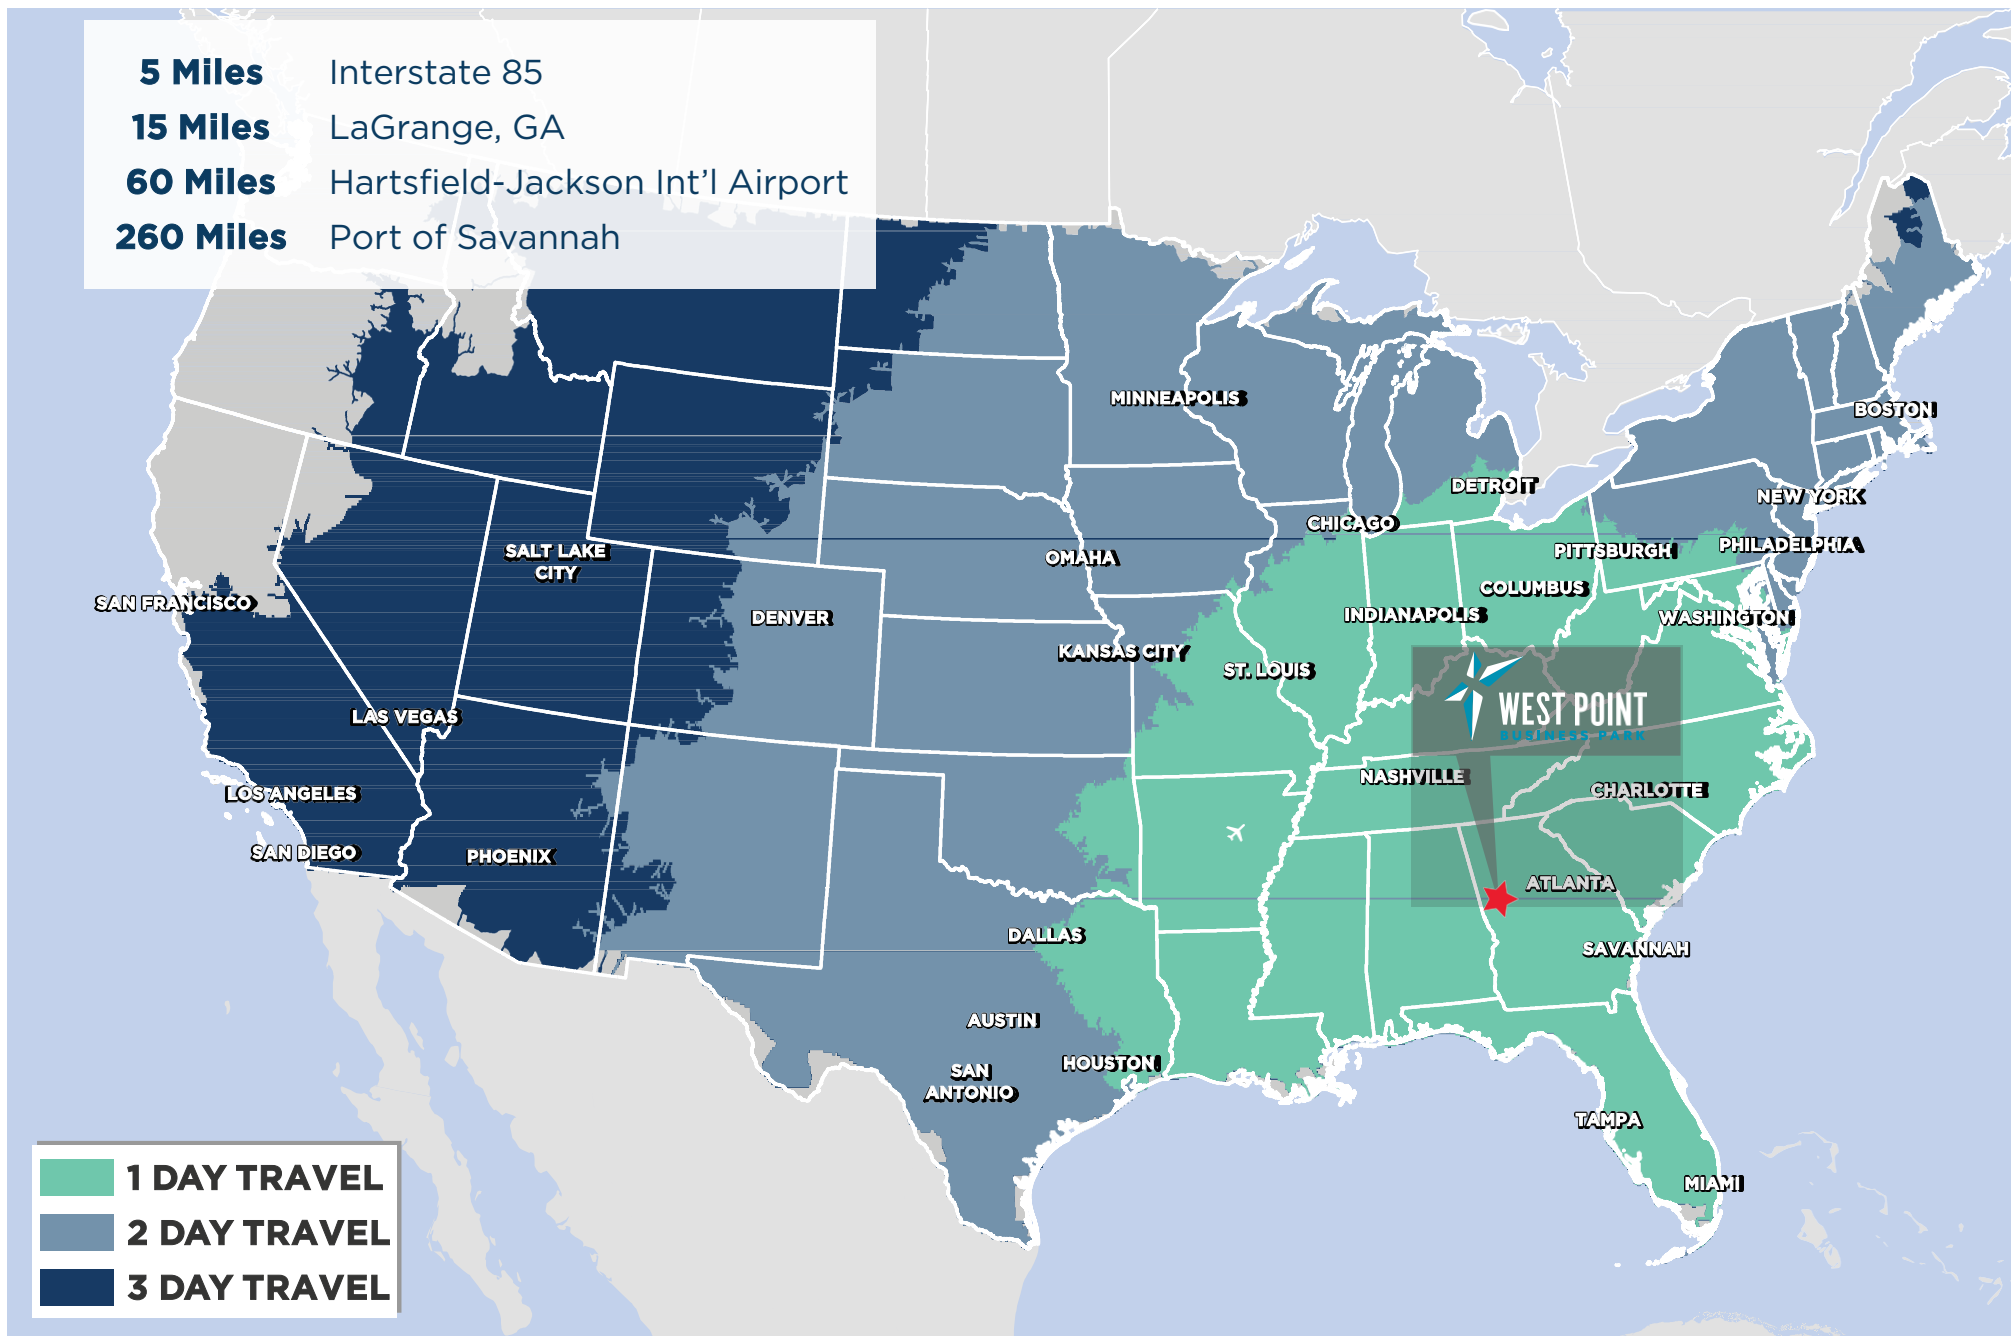 5 Miles Interstate 85
15 Miles LaGrange, GA
60 Miles Hartsfield-Jackson Int'l Airport
260 Miles Port of Savannah
MINNEAPOLIS
BOSTON
DETROIT
NEW YORK
CHICAGO
PITTSBURGH
PHILADELPHIA
SALT LAKE
CITY
OMAHA
COLUMBUS
SAN FRANCISCO
DENVER
INDIANAPOLIS
WASHINGTON
KANSAS CITY
ST. LOUIS
WEST POINT
BUSINESS PARK
LAS VEGAS
NASHVILLE
CHARLOTTE
LOS ANGELES
SAN DIEGO
PHOENIX
ATLANTA
DALLAS
SAVANNAH
AUSTIN
HOUSTON
SAN
ANTONIO
TAMPA
MIAMI
1 DAY TRAVEL
2 DAY TRAVEL
3 DAY TRAVEL